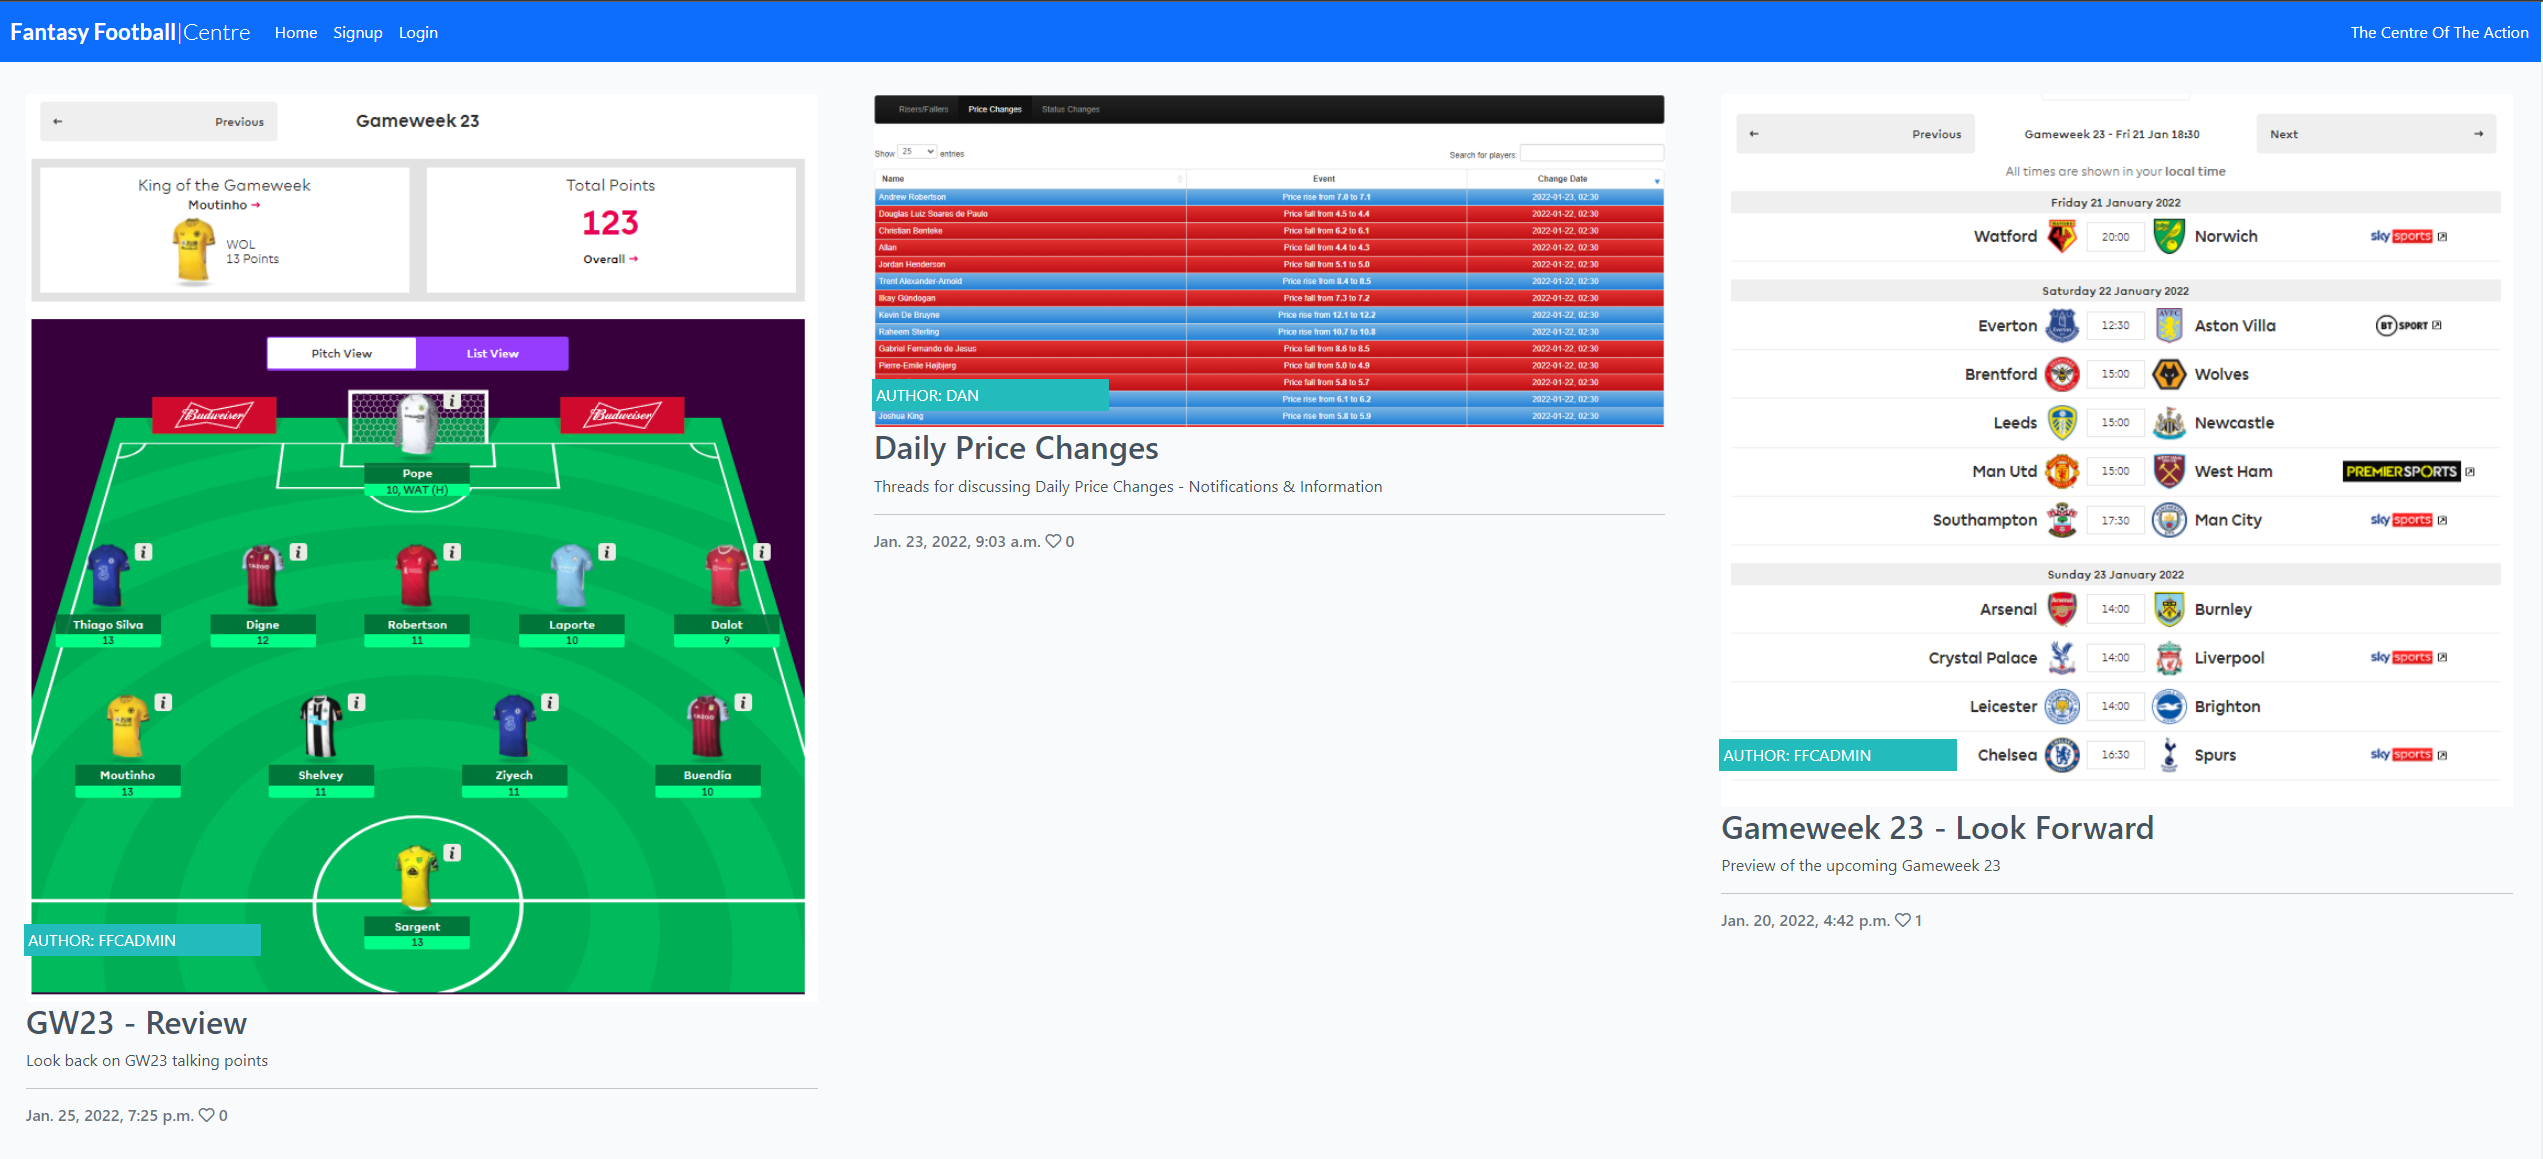 Fantasy Football|Centre Home Signup Login The Centre Of The Action
← Previous Gameweek 23
King of the Gameweek
Moutinho →
WOL
13 Points
Total Points
123
Overall →
Pitch View List View
Budweiser Budweiser
Pope
10, WAT (H)
Thiago Silva Digne Robertson Laporte Dalot
13 12 11 10 9
Moutinho Shelvey Ziyech Buendía
13 11 11 10
Sargent
13
AUTHOR: FFCADMIN
GW23 - Review
Look back on GW23 talking points
Jan. 25, 2022, 7:25 p.m. 0
Risers/Fallers Price Changes Status Changes
Show 25 entries Search for players:
Name Event Change Date
Andrew Robertson Price rise from 7.0 to 7.1 2022-01-23, 02:30
Douglas Luiz Soares de Paulo Price fall from 4.5 to 4.4 2022-01-22, 02:30
Christian Benteke Price fall from 6.2 to 6.1 2022-01-22, 02:30
Allan Price fall from 4.4 to 4.3 2022-01-22, 02:30
Jordan Henderson Price fall from 5.1 to 5.0 2022-01-22, 02:30
Trent Alexander-Arnold Price rise from 8.4 to 8.5 2022-01-22, 02:30
Ilkay Gündogan Price fall from 7.3 to 7.2 2022-01-22, 02:30
Kevin De Bruyne Price rise from 12.1 to 12.2 2022-01-22, 02:30
Raheem Sterling Price rise from 10.7 to 10.8 2022-01-22, 02:30
Gabriel Fernando de Jesus Price fall from 8.6 to 8.5 2022-01-22, 02:30
Pierre-Emile Højbjerg Price fall from 5.0 to 4.9 2022-01-22, 02:30
Price fall from 5.8 to 5.7 2022-01-22, 02:30
AUTHOR: DAN Price rise from 6.1 to 6.2 2022-01-22, 02:30
Joshua King Price rise from 5.8 to 5.9 2022-01-22, 02:30
Daily Price Changes
Threads for discussing Daily Price Changes - Notifications & Information
Jan. 23, 2022, 9:03 a.m. 0
← Previous Gameweek 23 - Fri 21 Jan 18:30 Next →
All times are shown in your local time
Friday 21 January 2022
Watford 20:00 Norwich sky sports
Saturday 22 January 2022
Everton 12:30 Aston Villa BT SPORT
Brentford 15:00 Wolves
Leeds 15:00 Newcastle
Man Utd 15:00 West Ham PREMIER SPORTS
Southampton 17:30 Man City sky sports
Sunday 23 January 2022
Arsenal 14:00 Burnley
Crystal Palace 14:00 Liverpool sky sports
Leicester 14:00 Brighton
AUTHOR: FFCADMIN Chelsea 16:30 Spurs sky sports
Gameweek 23 - Look Forward
Preview of the upcoming Gameweek 23
Jan. 20, 2022, 4:42 p.m. 1